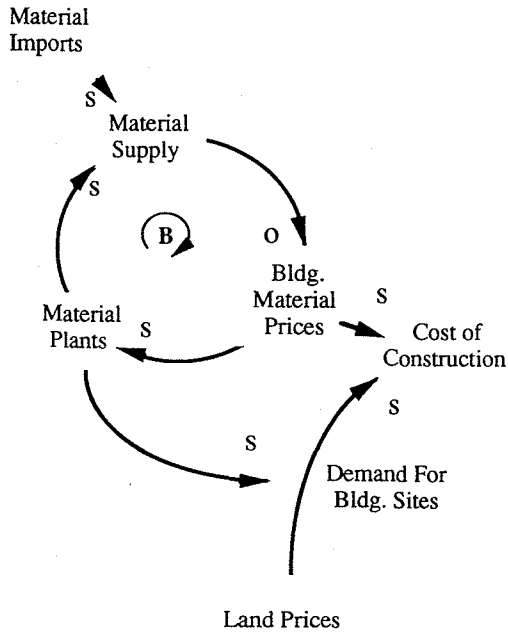 Material
Imports
S
Material
Supply
S
B
O
Bldg.
Material
Prices
S
Material
Plants
S
Cost of
Construction
S
S
Demand For
Bldg. Sites
Land Prices